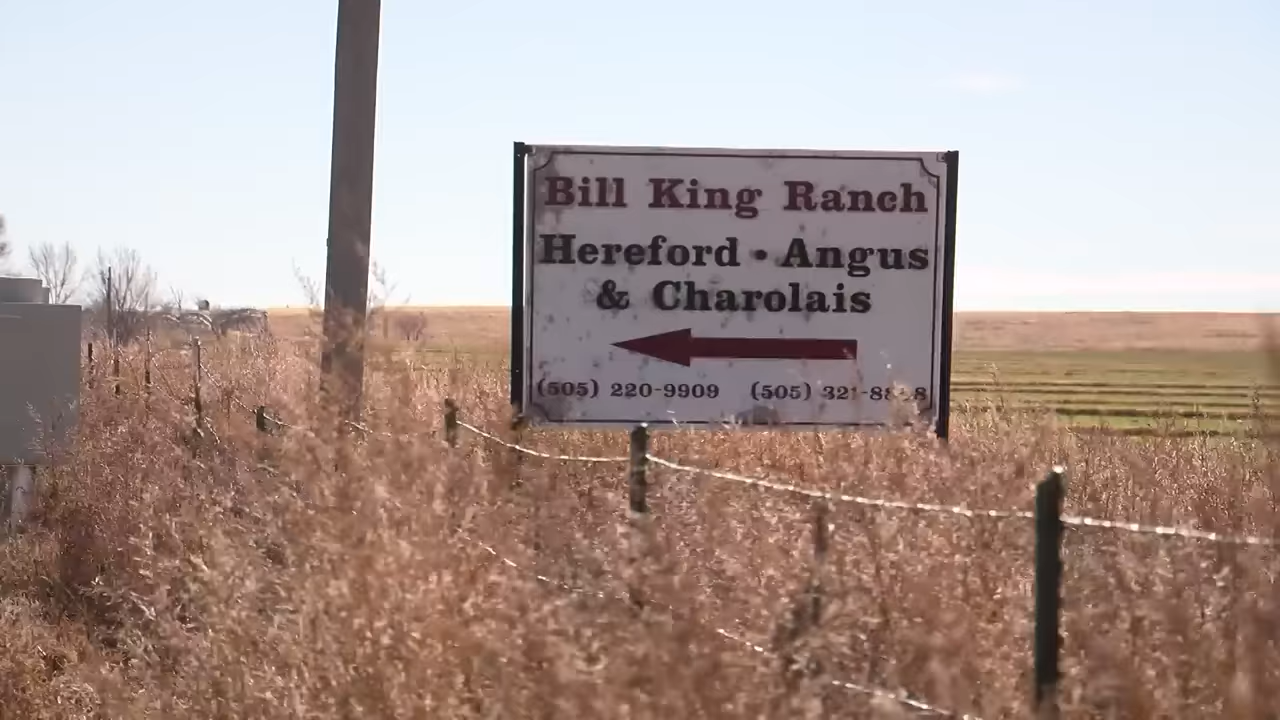 Bill King Ranch
Hereford • Angus
& Charolais
(505) 220-9909 (505)